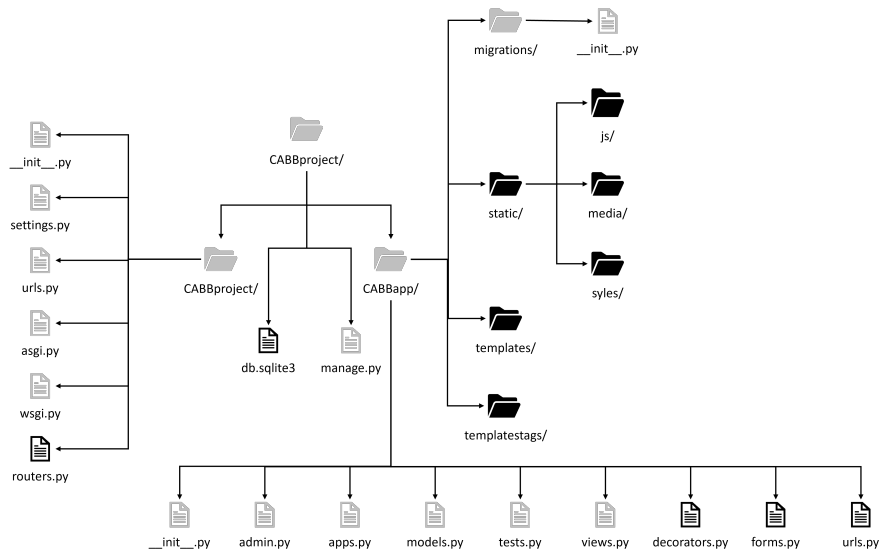 migrations/
__init__.py
js/
CABBproject/
__init__.py
static/
media/
settings.py
CABBproject/
CABBapp/
urls.py
syles/
asgi.py
db.sqlite3
manage.py
templates/
wsgi.py
templatestags/
routers.py
__init__.py
admin.py
apps.py
models.py
tests.py
views.py
decorators.py
forms.py
urls.py